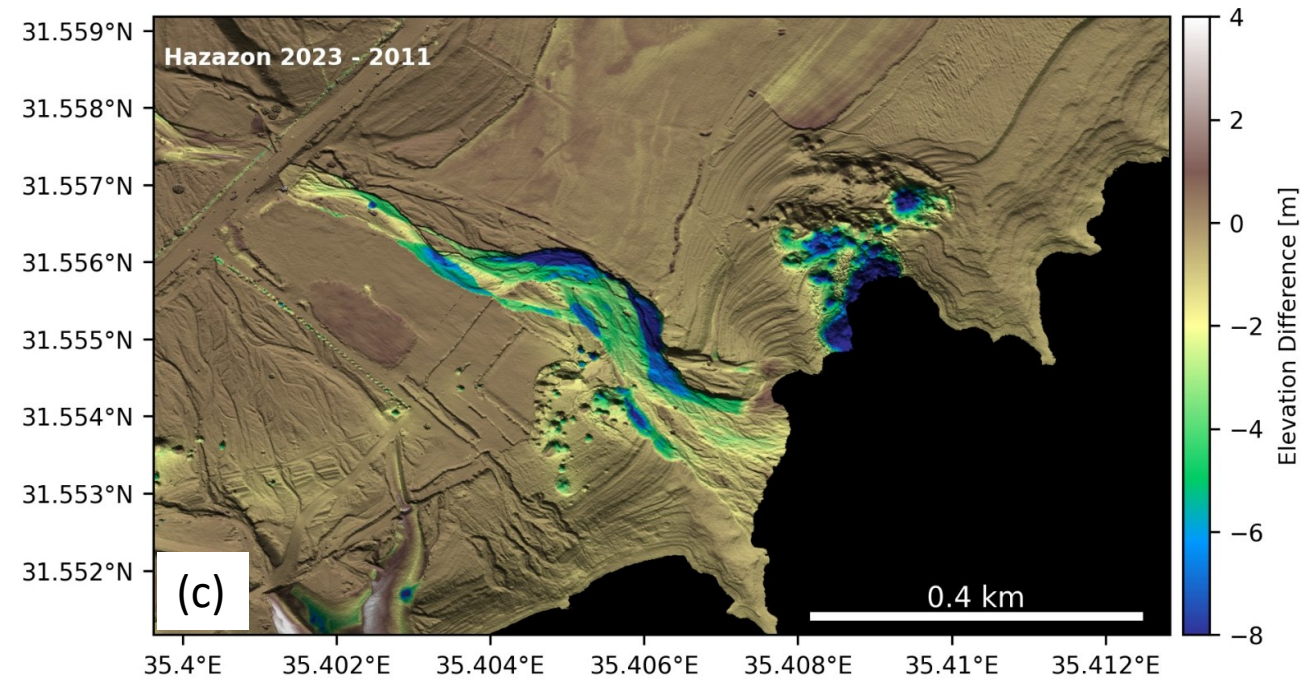 Hazazon 2023 - 2011
31.559°N
31.558°N
31.557°N
31.556°N
31.555°N
31.554°N
31.553°N
31.552°N
(c)
0.4 km
35.4°E
35.402°E
35.404°E
35.406°E
35.408°E
35.41°E
35.412°E
4
2
0
−2
−4
−6
−8
Elevation Difference [m]